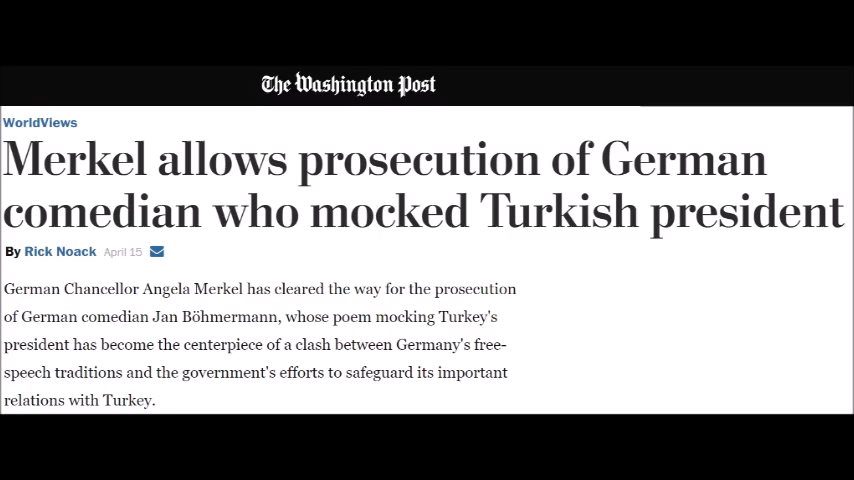 The Washington Post
WorldViews
Merkel allows prosecution of German
comedian who mocked Turkish president
By Rick Noack April 15
German Chancellor Angela Merkel has cleared the way for the prosecution
of German comedian Jan Böhmermann, whose poem mocking Turkey's
president has become the centerpiece of a clash between Germany's free-
speech traditions and the government's efforts to safeguard its important
relations with Turkey.